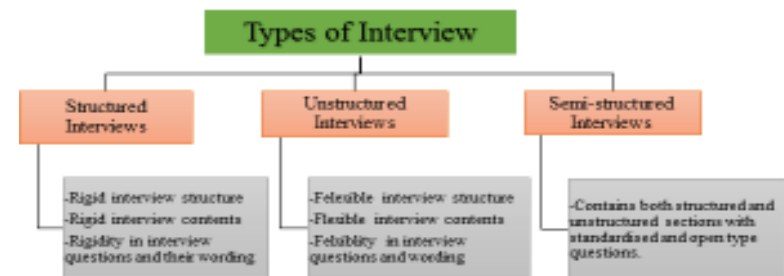 Types of Interview
Structured
Interviews
Unstructured
Interviews
Semi-structured
Interviews
-Rigid interview structure
-Rigid interview contents
-Rigidity in interview
questions and their wording
-Felexible interview structure
-Flexible interview contents
-Felxiblity in interview
questions and wording
-Contains both structured and
unstructured sections with
standardised and open type
questions.